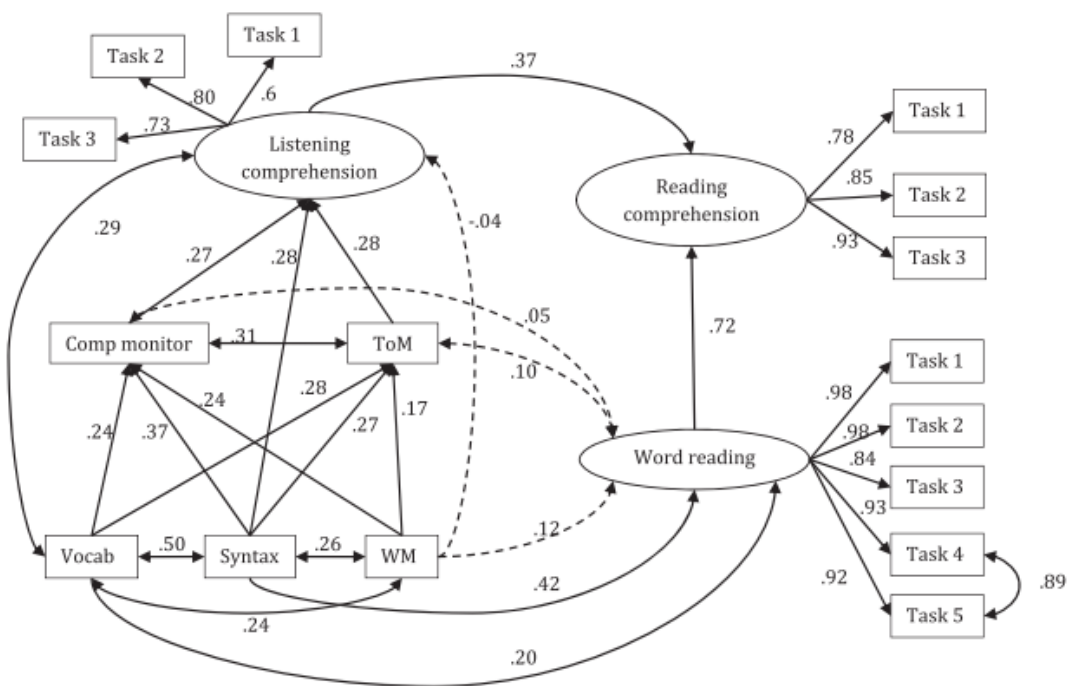 Task 1
Task 2
.37
.80
.6
Task 1
Task 3
.73
Listening
comprehension
.78
Reading
comprehension
.85
Task 2
.29
-.04
.27
.28
.28
.93
Task 3
.05
Comp monitor
.31
ToM
.72
.10
Task 1
.28
.24
.17
.98
.24
.37
.27
.98
Task 2
Word reading
.84
Task 3
.93
.12
Vocab
.50
Syntax
.26
WM
Task 4
.42
.92
.89
Task 5
.24
.20